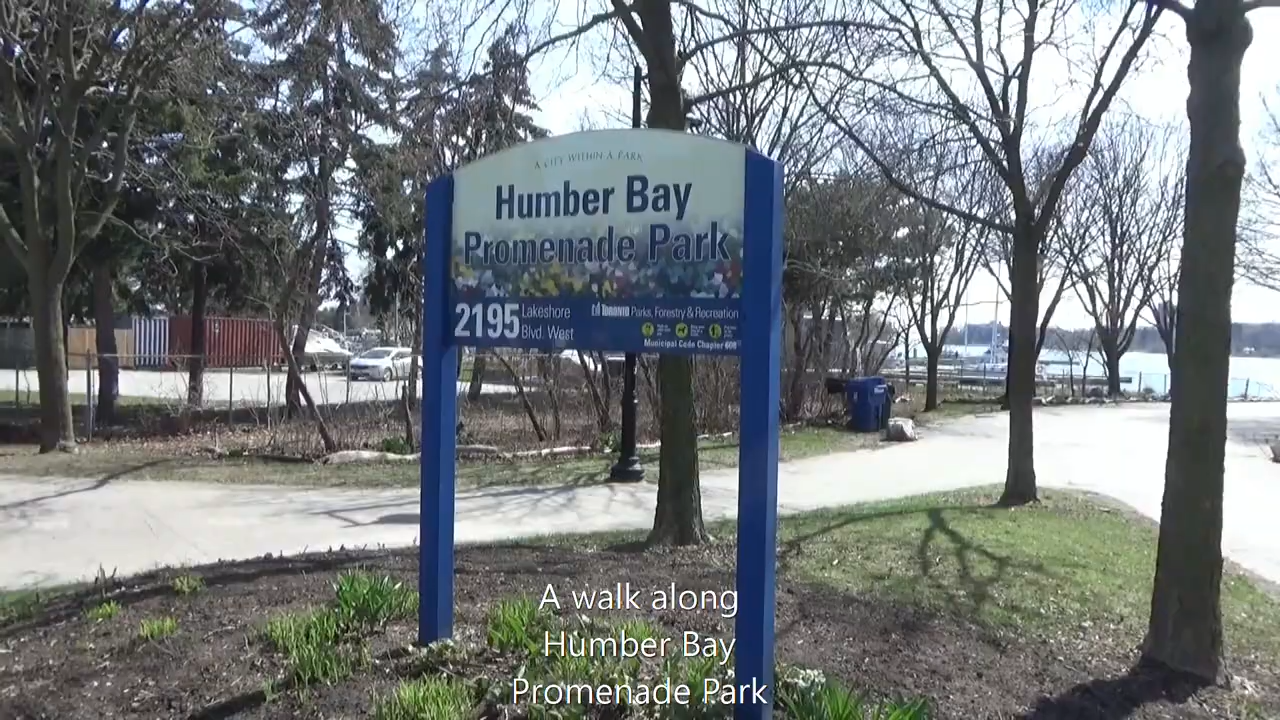 A CITY WITHIN A PARK
Humber Bay
Promenade Park
2195 Lakeshore
Blvd. West
TORONTO Parks, Forestry & Recreation
Municipal Code Chapter 608
A walk along
Humber Bay
Promenade Park